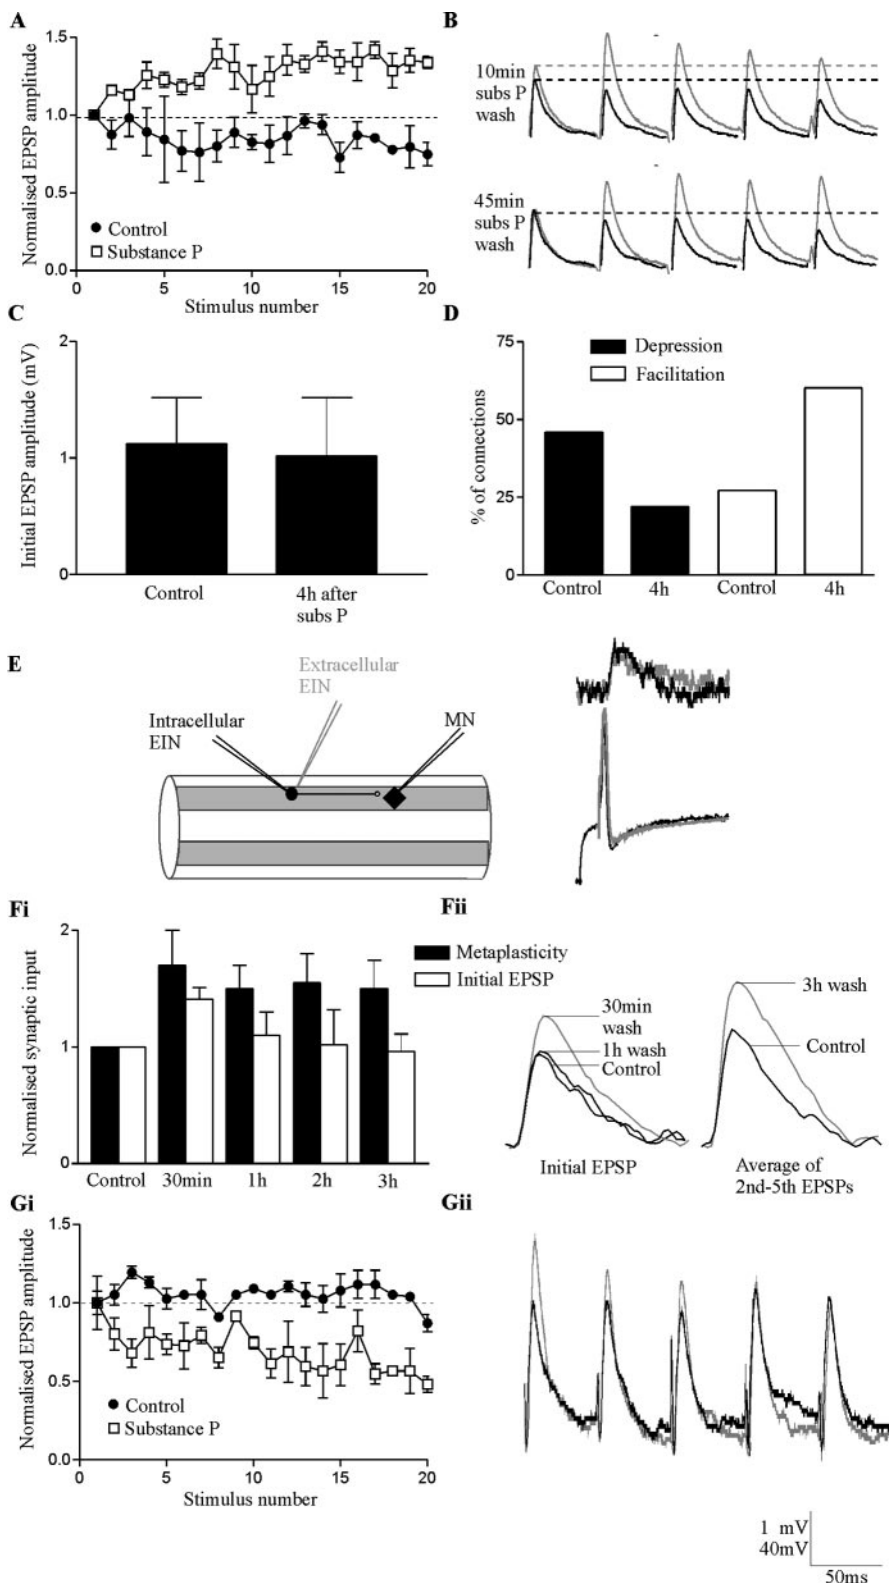 A
1.5
1.0
0.5
0.0
Normalised EPSP amplitude
Control
Substance P
0
5
10
15
20
Stimulus number
B
10min
subs P
wash
45min
subs P
wash
C
2
1
0
Initial EPSP amplitude (mV)
Control
4h after
subs P
D
75
50
25
0
% of connections
Depression
Facilitation
Control
4h
Control
4h
E
Extracellular
EIN
Intracellular
EIN
MN
Fi
2
1
0
Normalised synaptic input
Metaplasticity
Initial EPSP
Control
30min
1h
2h
3h
Fii
30min
wash
1h wash
Control
Initial EPSP
3h wash
Control
Average of
2nd-5th EPSPs
Gi
1.5
1.0
0.5
0.0
Normalised EPSP amplitude
Control
Substance P
0
5
10
15
20
Stimulus number
Gii
1 mV
40mV
50ms